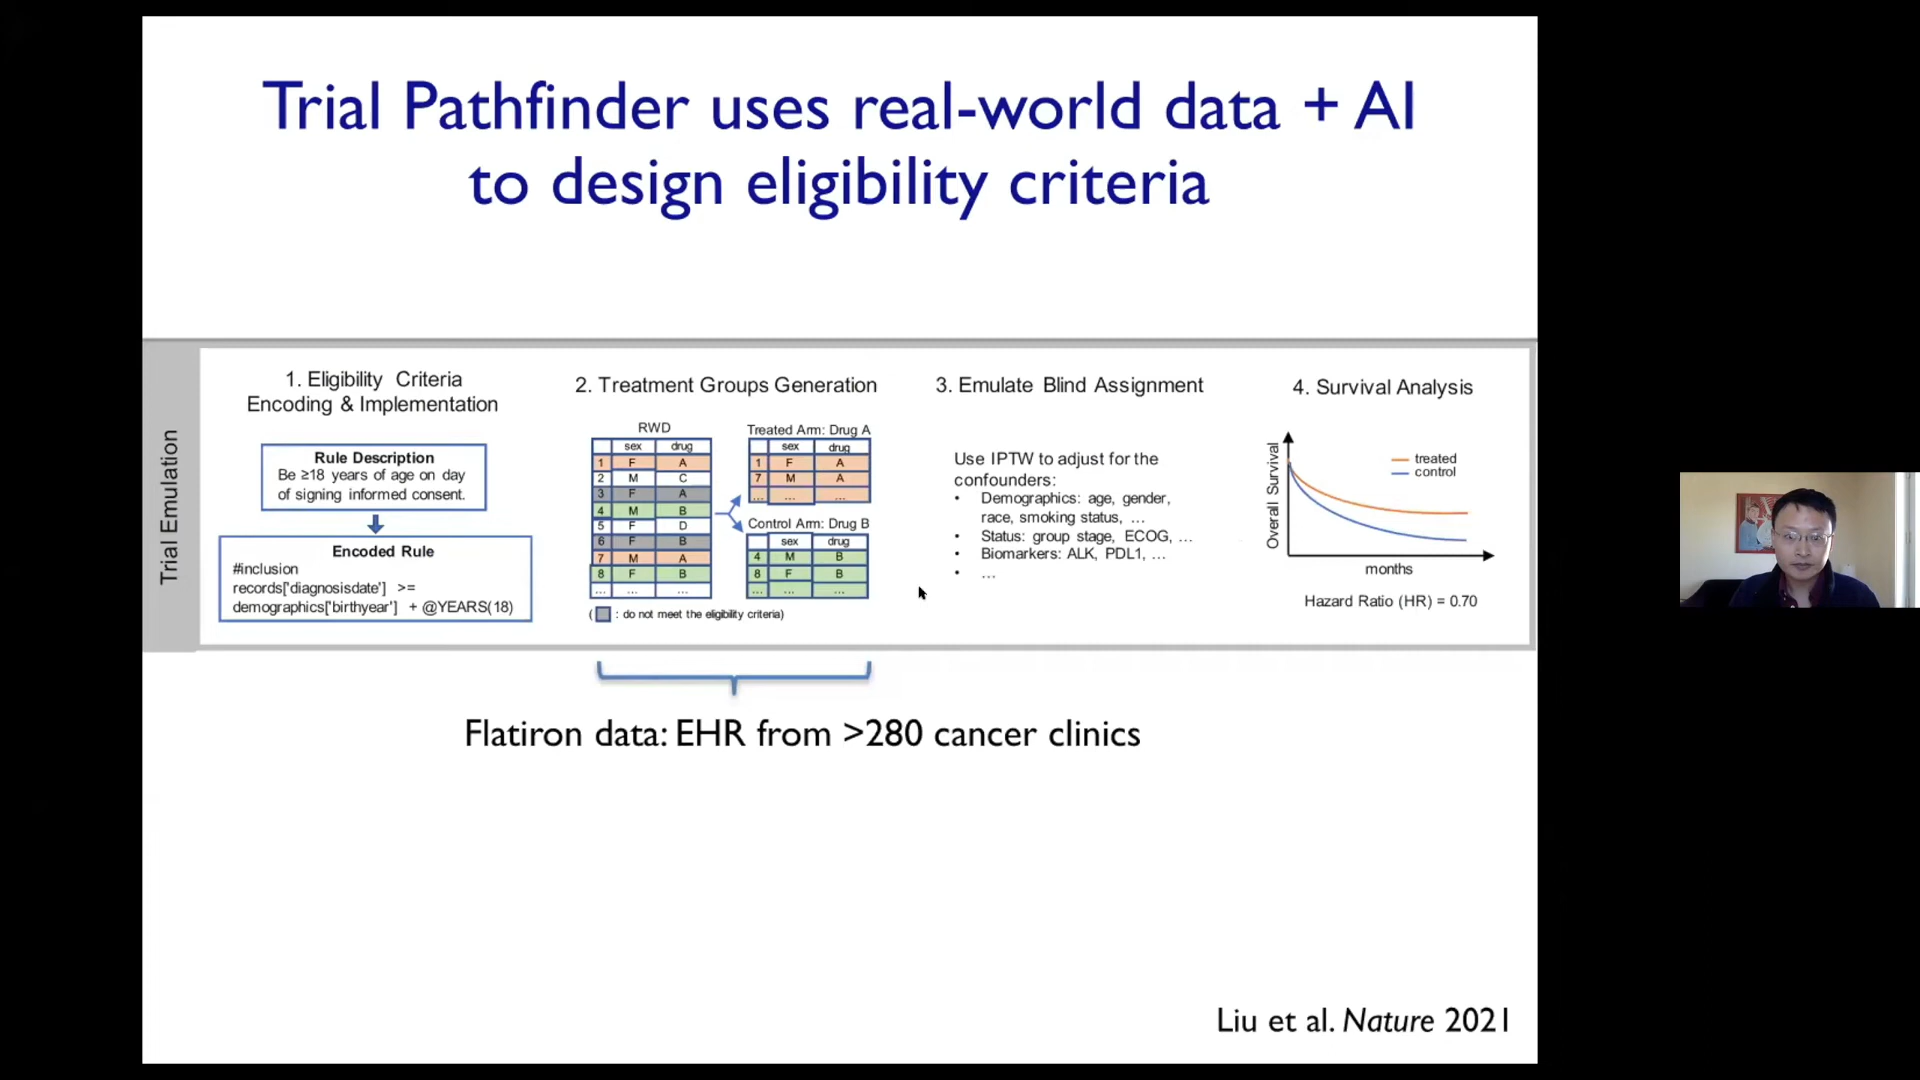 Trial Pathfinder uses real-world data + AI
to design eligibility criteria
Trial Emulation
1. Eligibility Criteria
Encoding & Implementation
Rule Description
Be ≥18 years of age on day
of signing informed consent.
Encoded Rule
#inclusion
records['diagnosisdate'] >=
demographics['birthyear'] + @YEARS(18)
2. Treatment Groups Generation
RWD
sex drug
1 F A
2 M C
3 F A
4 M B
5 F D
6 F B
7 M A
8 F B
... ... ...
Treated Arm: Drug A
sex drug
1 F A
7 M A
... ... ...
Control Arm: Drug B
sex drug
4 M B
8 F B
... ... ...
( : do not meet the eligibility criteria)
3. Emulate Blind Assignment
Use IPTW to adjust for the
confounders:
• Demographics: age, gender,
race, smoking status, ...
• Status: group stage, ECOG, ...
• Biomarkers: ALK, PDL1, ...
• ...
4. Survival Analysis
Overall Survival
treated
control
months
Hazard Ratio (HR) = 0.70
Flatiron data: EHR from >280 cancer clinics
Liu et al. Nature 2021